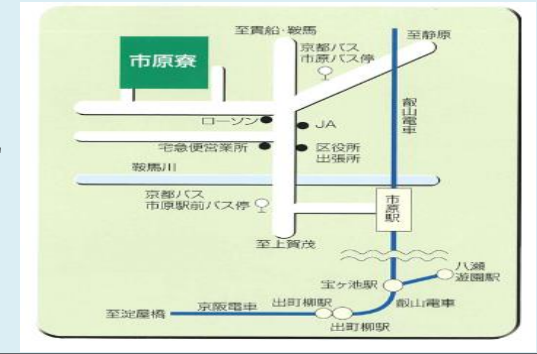 至貴船・鞍馬
至静原
京都バス
市原バス停
市原寮
叡山電車
ローソン
JA
宅急便営業所
区役所
出張所
鞍馬川
京都バス
市原駅前バス停
市原駅
至上賀茂
八瀬
遊園駅
宝ヶ池駅
叡山電車
出町柳駅
京阪電車
至淀屋橋
出町柳駅